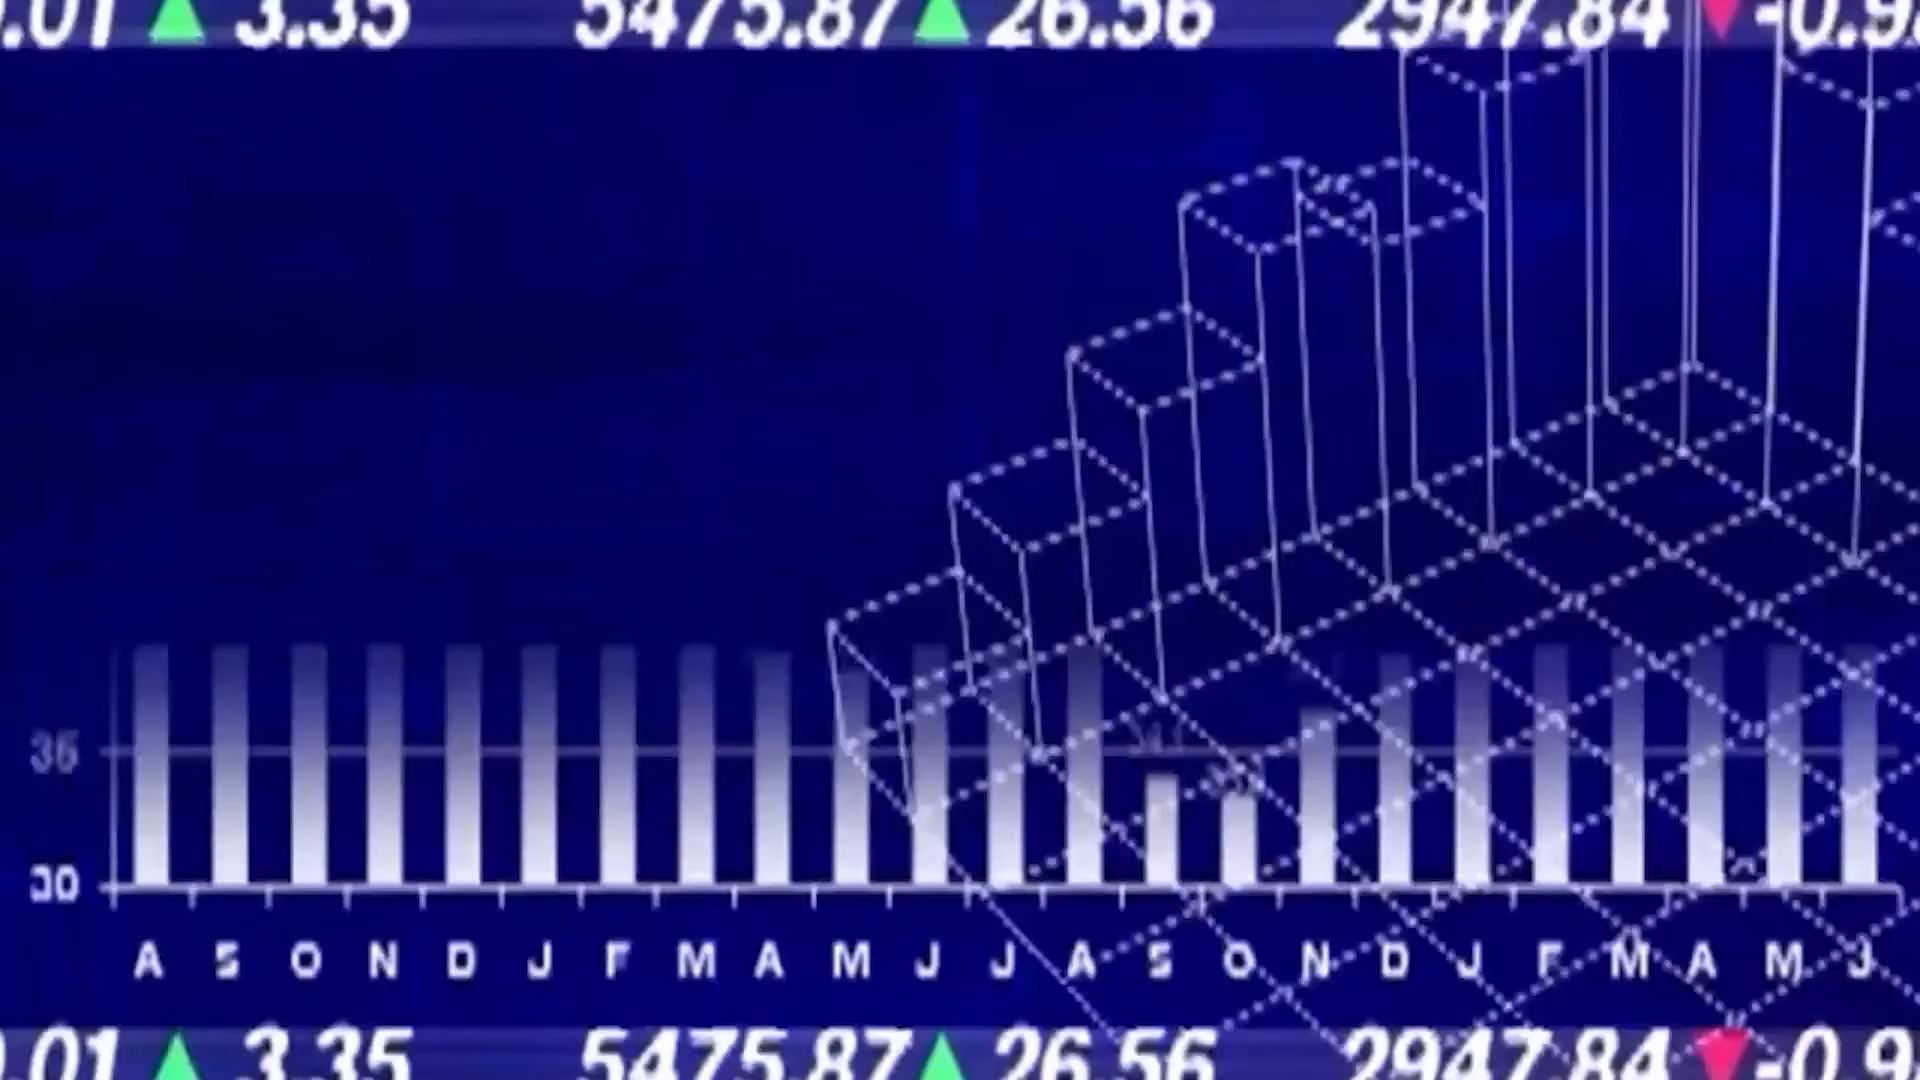 .01 ▲ 3.35 5475.87 ▲ 26.56 2947.84 ▼ -0.9
36
30
A S O N D J F M A M J J A S O N D J F M A M J
.01 ▲ 3.35 5475.87 ▲ 26.56 2947.84 ▼ -0.9